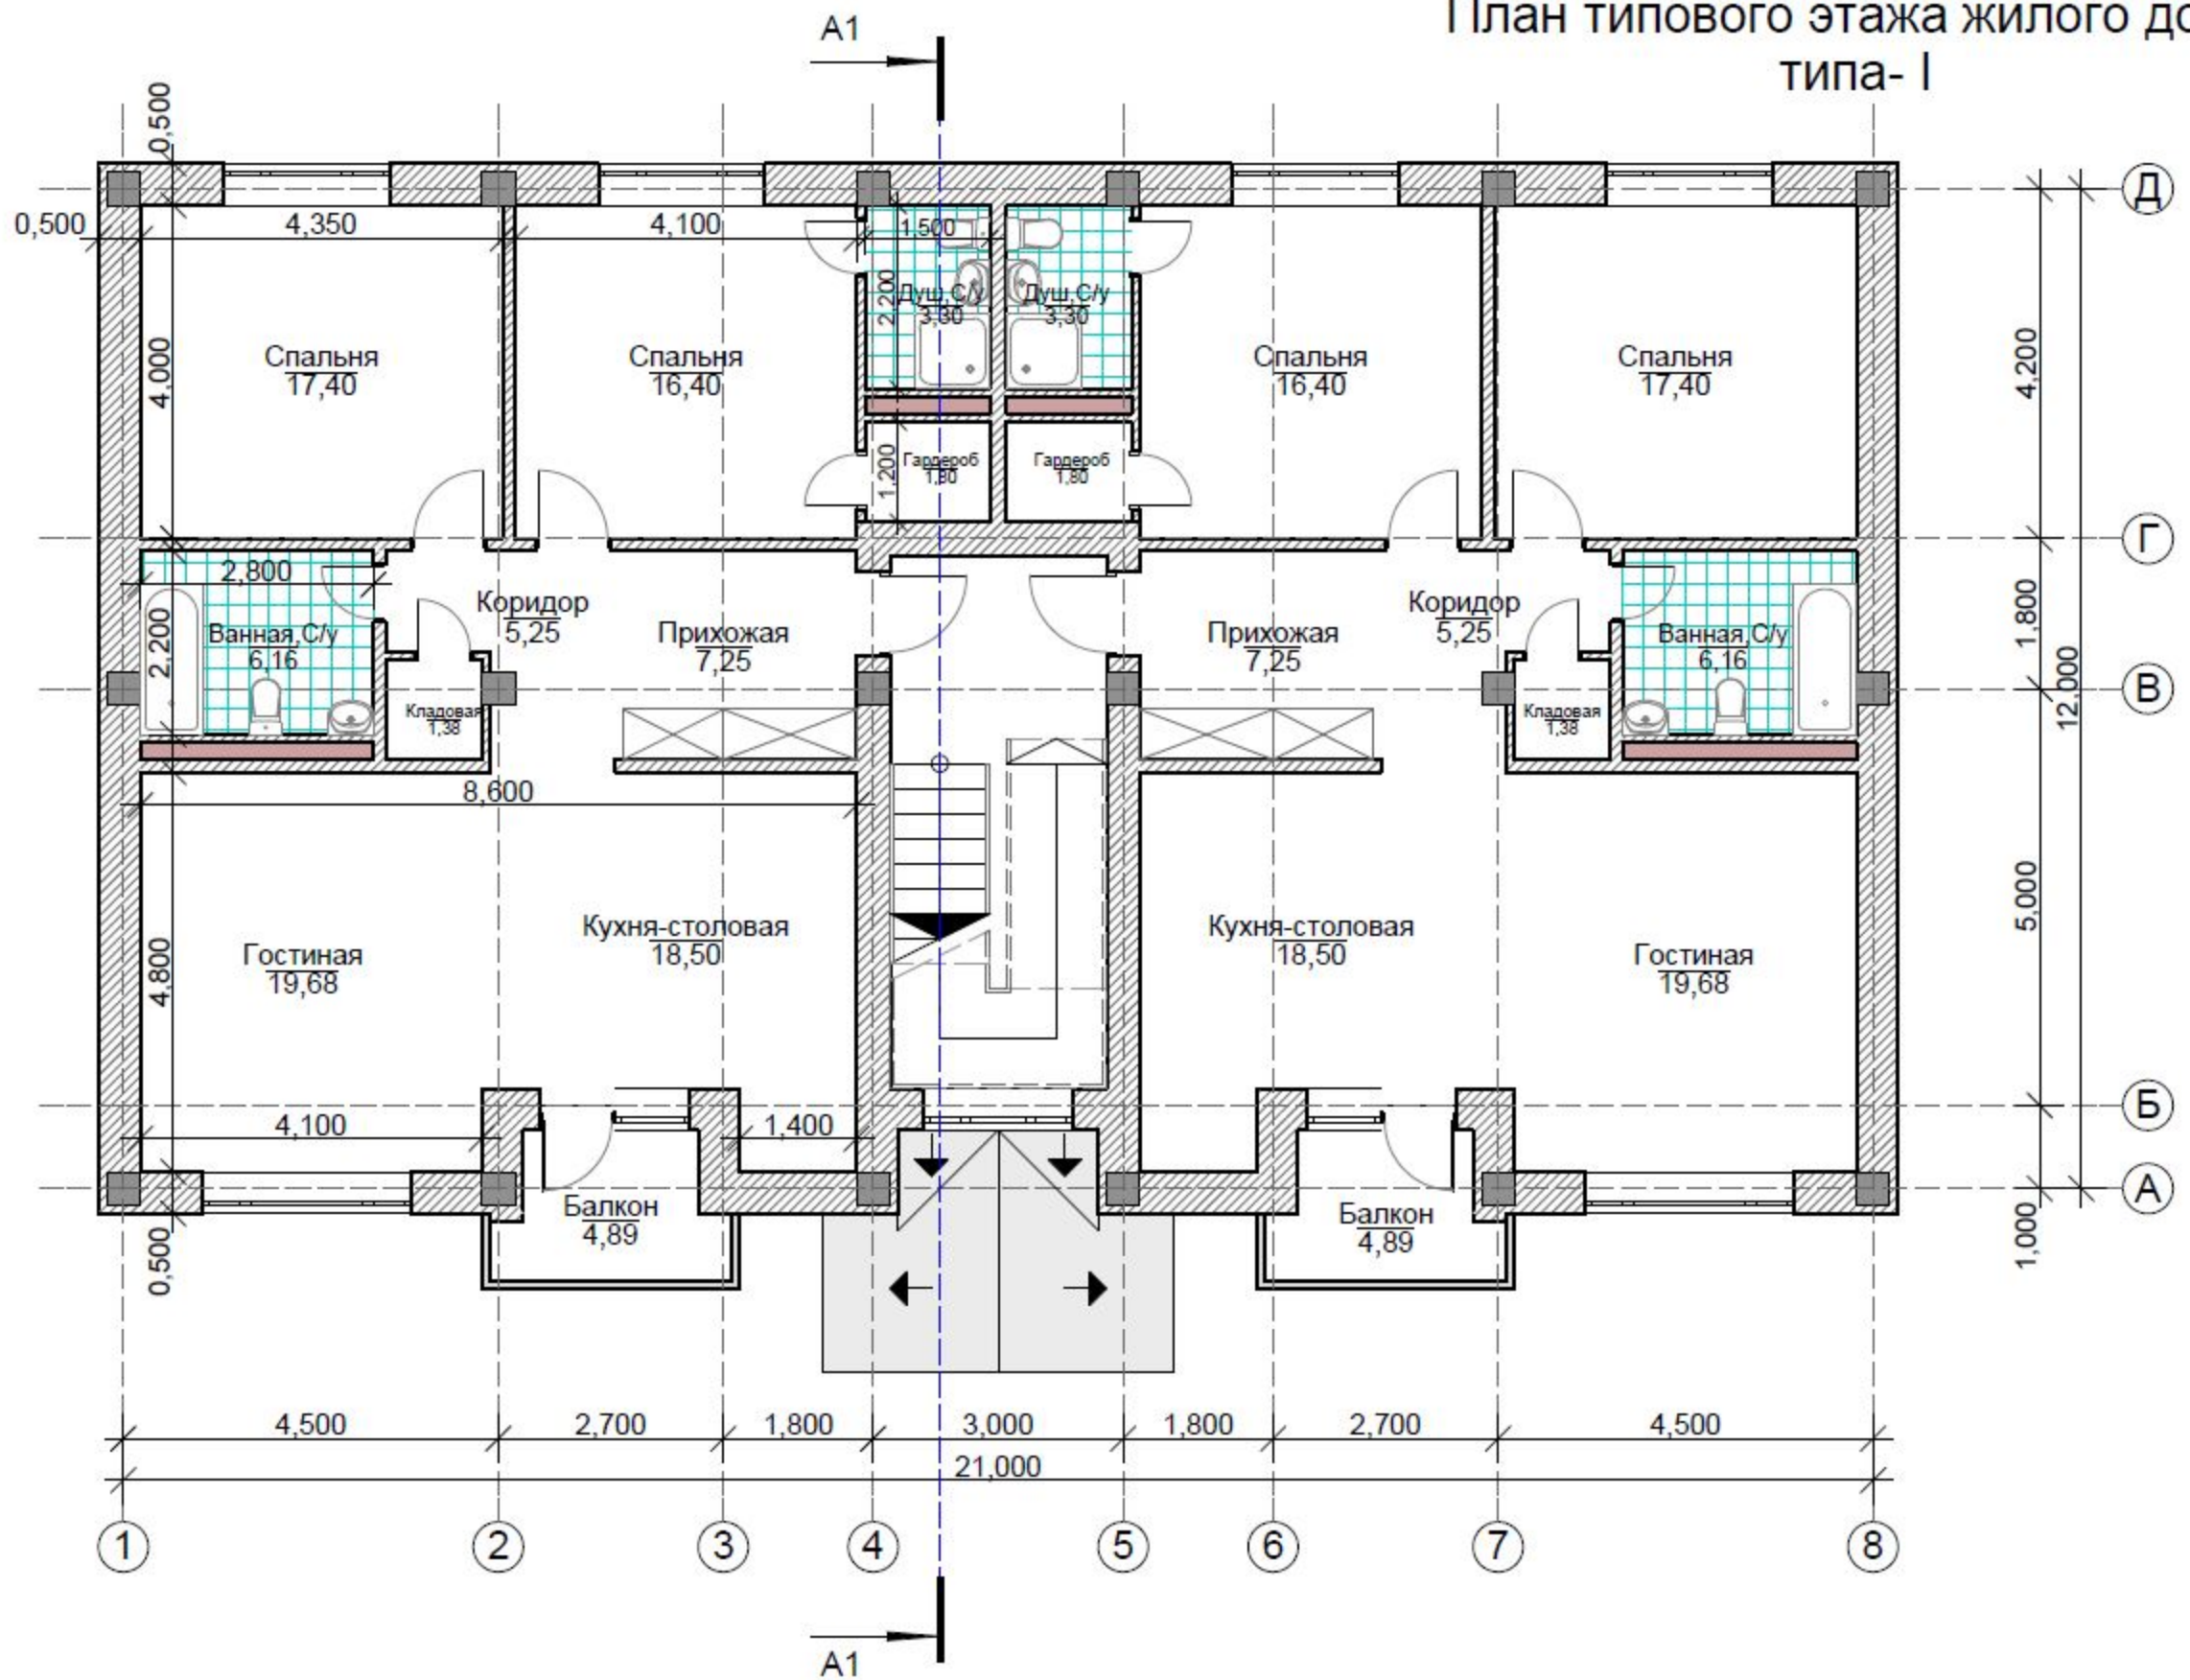 План типового этажа жилого до
типа- I
А1
0,500
0,500
4,350
4,100
1,500
Д
2,200
Душ,С/у
3,30
Душ,С/у
3,30
4,000
Спальня
17,40
Спальня
16,40
Спальня
16,40
Спальня
17,40
4,200
1,200
Гардероб
1,80
Гардероб
1,80
Г
2,800
2,200
Ванная,С/у
6,16
Коридор
5,25
Прихожая
7,25
Прихожая
7,25
Коридор
5,25
Ванная,С/у
6,16
1,800
12,000
В
Кладовая
1,38
Кладовая
1,38
8,600
5,000
4,800
Гостиная
19,68
Кухня-столовая
18,50
Кухня-столовая
18,50
Гостиная
19,68
4,100
1,400
Б
А
0,500
Балкон
4,89
Балкон
4,89
1,000
4,500
2,700
1,800
3,000
1,800
2,700
4,500
21,000
1
2
3
4
5
6
7
8
А1